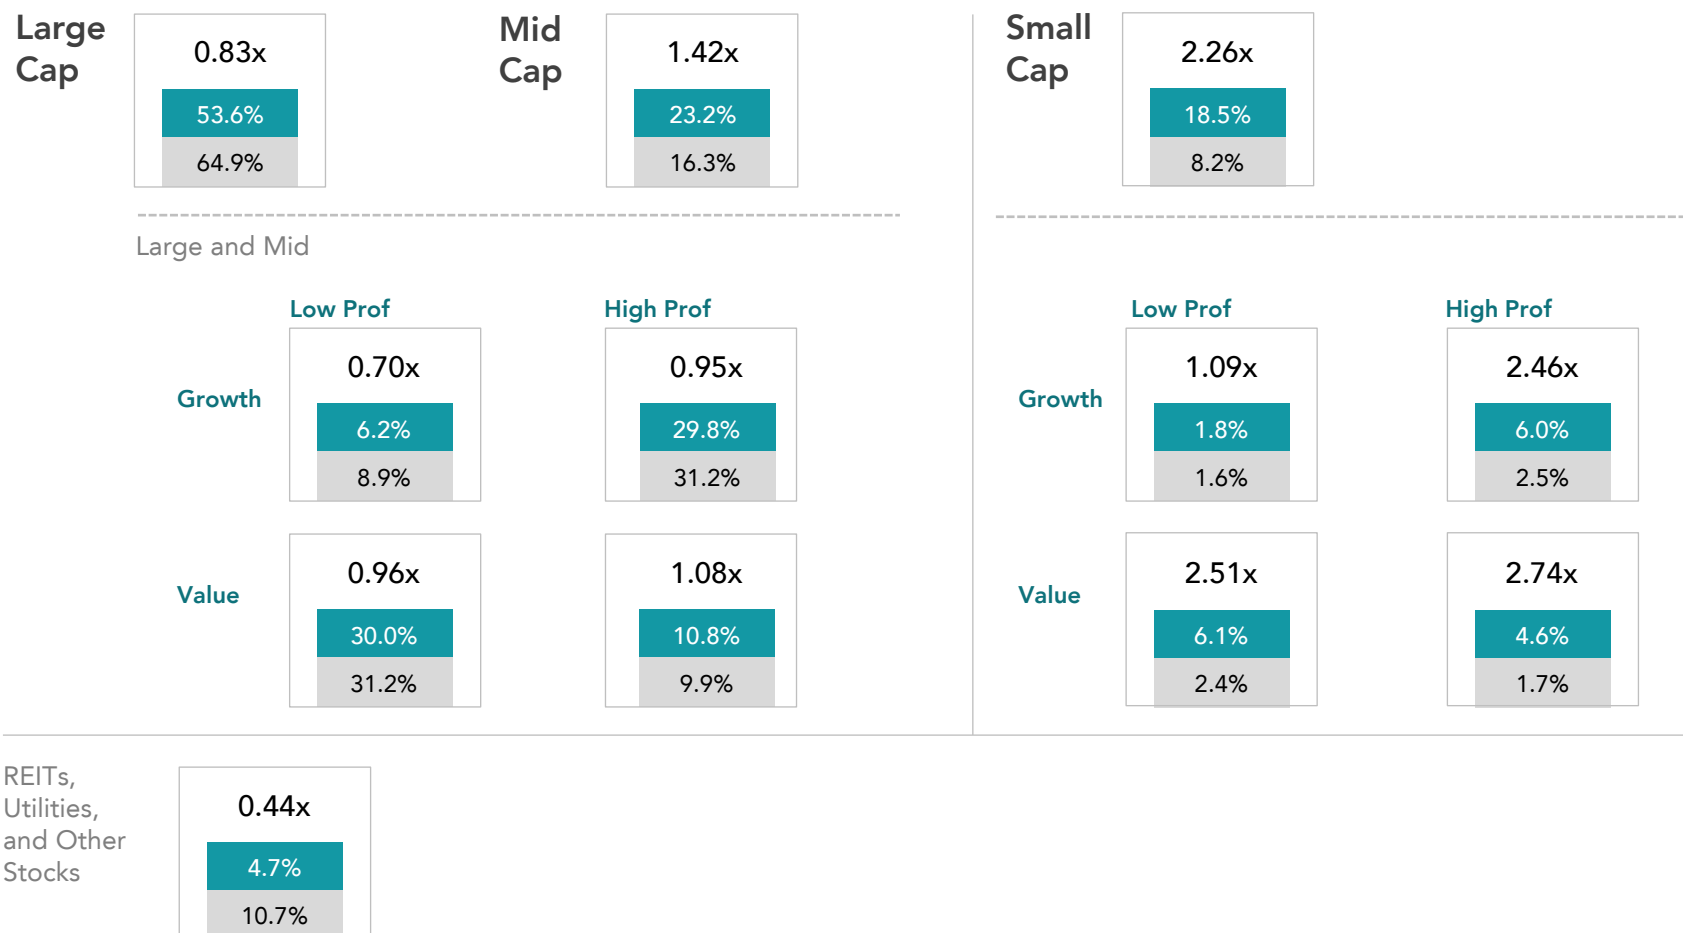 Large
Cap
0.83x
53.6%
64.9%
Mid
Cap
1.42x
23.2%
16.3%
Small
Cap
2.26x
18.5%
8.2%
Large and Mid
Low Prof
High Prof
Growth
0.70x
6.2%
8.9%
0.95x
29.8%
31.2%
Value
0.96x
30.0%
31.2%
1.08x
10.8%
9.9%
Low Prof
High Prof
Growth
1.09x
1.8%
1.6%
2.46x
6.0%
2.5%
Value
2.51x
6.1%
2.4%
2.74x
4.6%
1.7%
REITs,
Utilities,
and Other
Stocks
0.44x
4.7%
10.7%